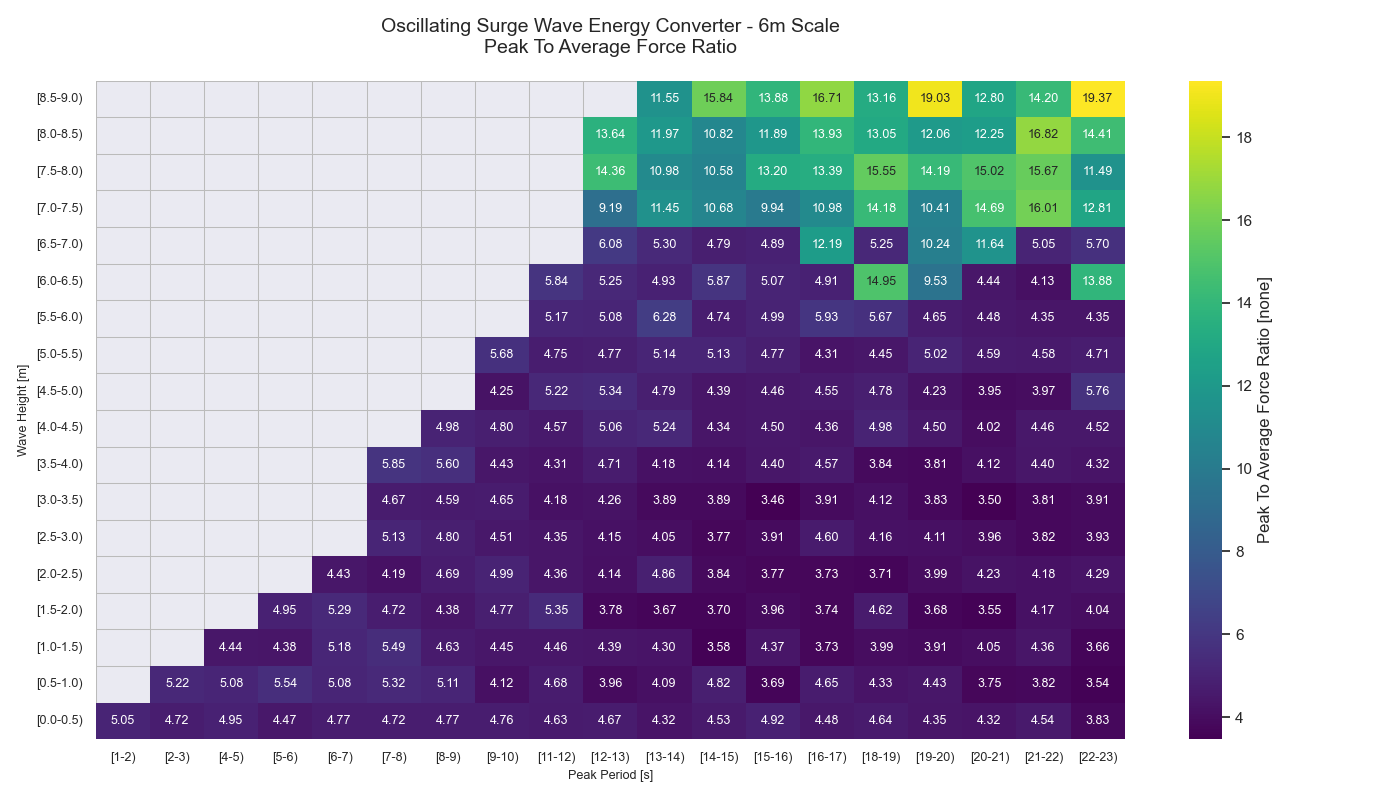 Oscillating Surge Wave Energy Converter - 6m Scale
Peak To Average Force Ratio
[8.5-9.0) 11.55 15.84 13.88 16.71 13.16 19.03 12.80 14.20 19.37
[8.0-8.5) 13.64 11.97 10.82 11.89 13.93 13.05 12.06 12.25 16.82 14.41
[7.5-8.0) 14.36 10.98 10.58 13.20 13.39 15.55 14.19 15.02 15.67 11.49
[7.0-7.5) 9.19 11.45 10.68 9.94 10.98 14.18 10.41 14.69 16.01 12.81
[6.5-7.0) 6.08 5.30 4.79 4.89 12.19 5.25 10.24 11.64 5.05 5.70
[6.0-6.5) 5.84 5.25 4.93 5.87 5.07 4.91 14.95 9.53 4.44 4.13 13.88
[5.5-6.0) 5.17 5.08 6.28 4.74 4.99 5.93 5.67 4.65 4.48 4.35 4.35
[5.0-5.5) 5.68 4.75 4.77 5.14 5.13 4.77 4.31 4.45 5.02 4.59 4.58 4.71
[4.5-5.0) 4.25 5.22 5.34 4.79 4.39 4.46 4.55 4.78 4.23 3.95 3.97 5.76
[4.0-4.5) 4.98 4.80 4.57 5.06 5.24 4.34 4.50 4.36 4.98 4.50 4.02 4.46 4.52
[3.5-4.0) 5.85 5.60 4.43 4.31 4.71 4.18 4.14 4.40 4.57 3.84 3.81 4.12 4.40 4.32
[3.0-3.5) 4.67 4.59 4.65 4.18 4.26 3.89 3.89 3.46 3.91 4.12 3.83 3.50 3.81 3.91
[2.5-3.0) 5.13 4.80 4.51 4.35 4.15 4.05 3.77 3.91 4.60 4.16 4.11 3.96 3.82 3.93
[2.0-2.5) 4.43 4.19 4.69 4.99 4.36 4.14 4.86 3.84 3.77 3.73 3.71 3.99 4.23 4.18 4.29
[1.5-2.0) 4.95 5.29 4.72 4.38 4.77 5.35 3.78 3.67 3.70 3.96 3.74 4.62 3.68 3.55 4.17 4.04
[1.0-1.5) 4.44 4.38 5.18 5.49 4.63 4.45 4.46 4.39 4.30 3.58 4.37 3.73 3.99 3.91 4.05 4.36 3.66
[0.5-1.0) 5.22 5.08 5.54 5.08 5.32 5.11 4.12 4.68 3.96 4.09 4.82 3.69 4.65 4.33 4.43 3.75 3.82 3.54
[0.0-0.5) 5.05 4.72 4.95 4.47 4.77 4.72 4.77 4.76 4.63 4.67 4.32 4.53 4.92 4.48 4.64 4.35 4.32 4.54 3.83
[1-2) [2-3) [4-5) [5-6) [6-7) [7-8) [8-9) [9-10) [11-12) [12-13) [13-14) [14-15) [15-16) [16-17) [18-19) [19-20) [20-21) [21-22) [22-23)
Peak Period [s]
Wave Height [m]
18
16
14
12
10
8
6
4
Peak To Average Force Ratio [none]